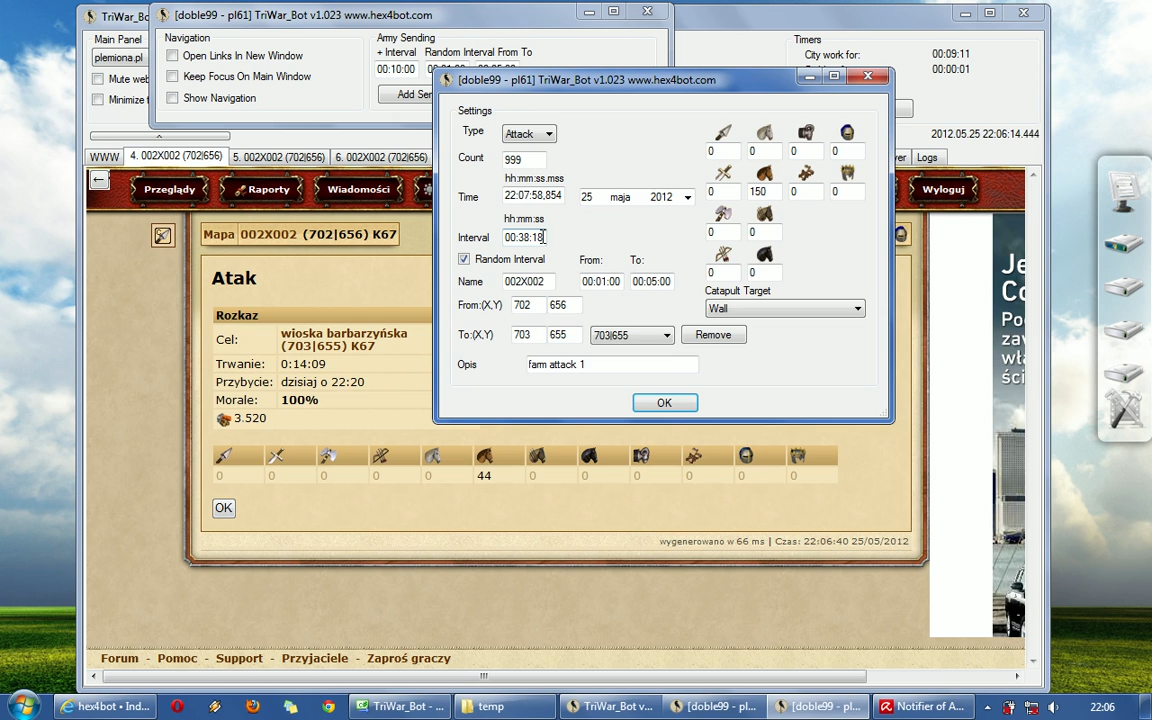 TriWar_Bo
[doble99 - pl61] TriWar_Bot v1.023 www.hex4bot.com
Main Panel
plemiona.pl
Mute web
Minimize t
Navigation
Open Links In New Window
Keep Focus On Main Window
Show Navigation
Army Sending
+ Interval Random Interval From To
00:10:00
Add Ser
Timers
City work for: 00:09:11
00:00:01
2012.05.25 22:06:14.444
WWW 4. 002X002 (702|656) 5. 002X002 (702|656) 6. 002X002 (702|656)
ver Logs
[doble99 - pl61] TriWar_Bot v1.023 www.hex4bot.com
Settings
Type Attack
Count 999
hh:mm:ss.mss
Time 22:07:58,854 25 maja 2012
hh:mm:ss
Interval 00:38:18
Random Interval From: To:
Name 002X002 00:01:00 00:05:00
From:(X,Y) 702 656
To:(X,Y) 703 655 703|655 Remove
Opis farm attack 1
0 0 0 0
0 150 0 0
0 0
0 0
Catapult Target
Wall
OK
Przeglądy Raporty Wiadomości Wyloguj
Mapa 002X002 (702|656) K67
Atak
Rozkaz
Cel: wioska barbarzyńska
(703|655) K67
Trwanie: 0:14:09
Przybycie: dzisiaj o 22:20
Morale: 100%
3.520
0 0 0 0 0 44 0 0 0 0 0 0
OK
wygenerowano w 66 ms | Czas: 22:06:40 25/05/2012
Forum - Pomoc - Support - Przyjaciele - Zaproś graczy
hex4bot • Ind... TriWar_Bot - ... temp TriWar_Bot v... [doble99 - pl... [doble99 - pl... Notifier of A... 22:06